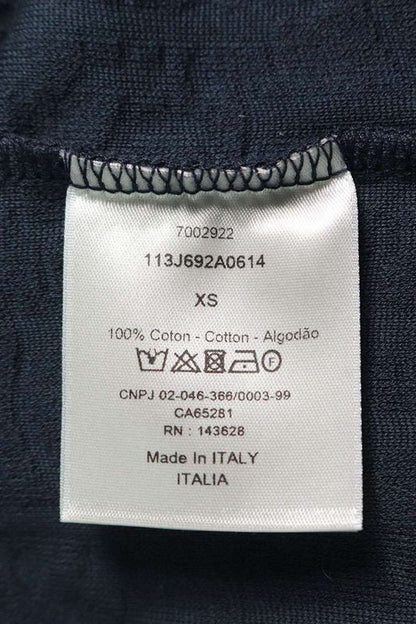 7002922
113J692A0614
XS
100% Coton - Cotton - Algodão
CNPJ 02-046-366/0003-99
CA65281
RN : 143628
Made In ITALY
ITALIA